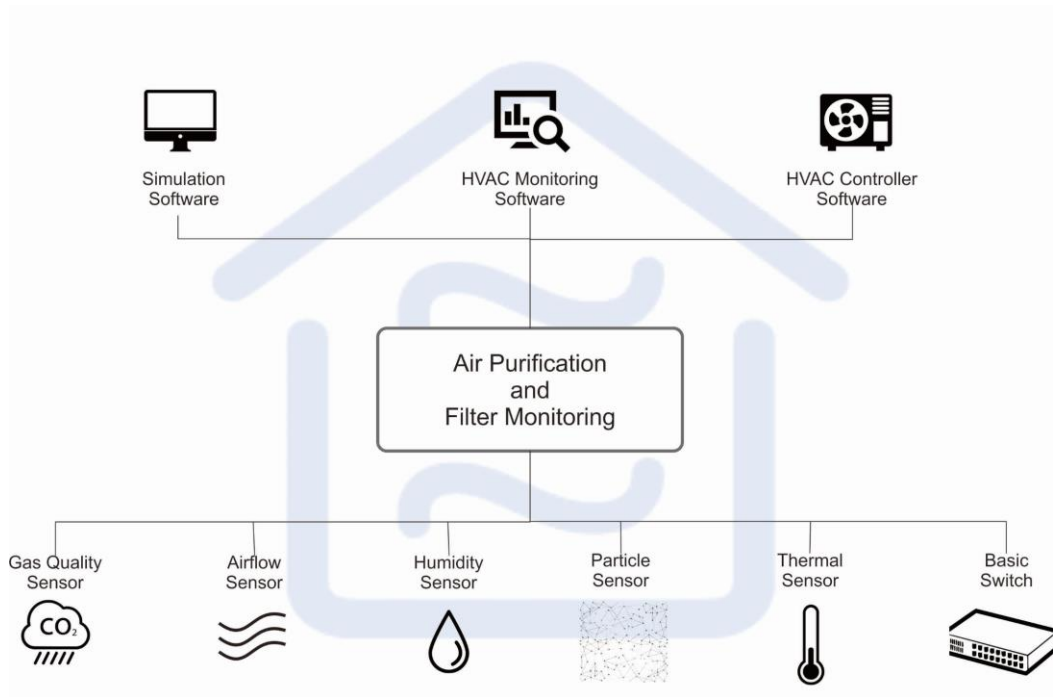 Simulation
Software
HVAC Monitoring
Software
HVAC Controller
Software
Air Purification
and
Filter Monitoring
Gas Quality
Sensor
Airflow
Sensor
Humidity
Sensor
Particle
Sensor
Thermal
Sensor
Basic
Switch
CO₂